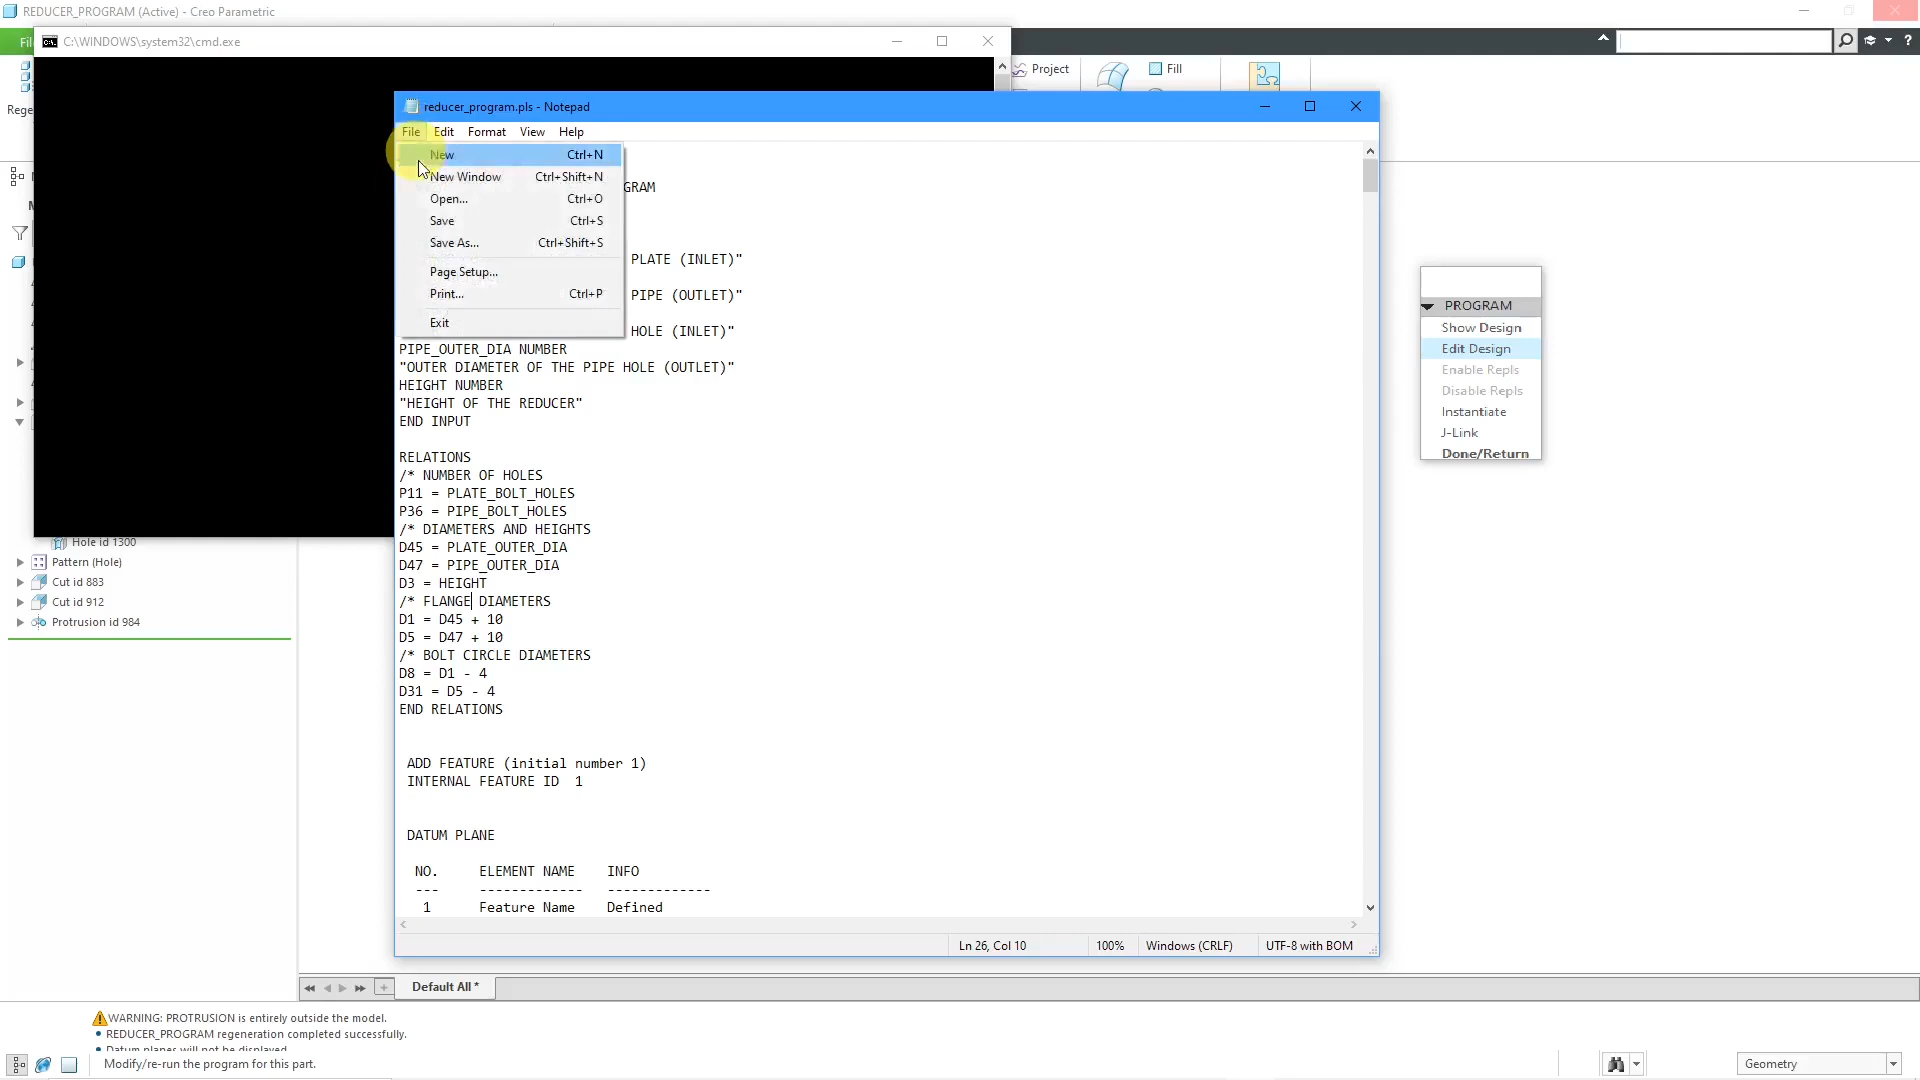 REDUCER_PROGRAM (Active) - Creo Parametric
C:\WINDOWS\system32\cmd.exe
Project
Fill
?
reducer_program.pls - Notepad
File Edit Format View Help
New Ctrl+N
New Window Ctrl+Shift+N
Open... Ctrl+O
Save Ctrl+S
Save As... Ctrl+Shift+S
Page Setup...
Print... Ctrl+P
Exit
GRAM
PLATE (INLET)"
PIPE (OUTLET)"
HOLE (INLET)"
PIPE_OUTER_DIA NUMBER
"OUTER DIAMETER OF THE PIPE HOLE (OUTLET)"
HEIGHT NUMBER
"HEIGHT OF THE REDUCER"
END INPUT
RELATIONS
/* NUMBER OF HOLES
P11 = PLATE_BOLT_HOLES
P36 = PIPE_BOLT_HOLES
/* DIAMETERS AND HEIGHTS
D45 = PLATE_OUTER_DIA
D47 = PIPE_OUTER_DIA
D3 = HEIGHT
/* FLANGE DIAMETERS
D1 = D45 + 10
D5 = D47 + 10
/* BOLT CIRCLE DIAMETERS
D8 = D1 - 4
D31 = D5 - 4
END RELATIONS
ADD FEATURE (initial number 1)
INTERNAL FEATURE ID 1
DATUM PLANE
NO. ELEMENT NAME INFO
--- ------------- -------------
1 Feature Name Defined
Ln 26, Col 10 100% Windows (CRLF) UTF-8 with BOM
PROGRAM
Show Design
Edit Design
Enable Repls
Disable Repls
Instantiate
J-Link
Done/Return
Hole id 1300
Pattern (Hole)
Cut id 883
Cut id 912
Protrusion id 984
Default All *
WARNING: PROTRUSION is entirely outside the model.
REDUCER_PROGRAM regeneration completed successfully.
Modify/re-run the program for this part.
Geometry